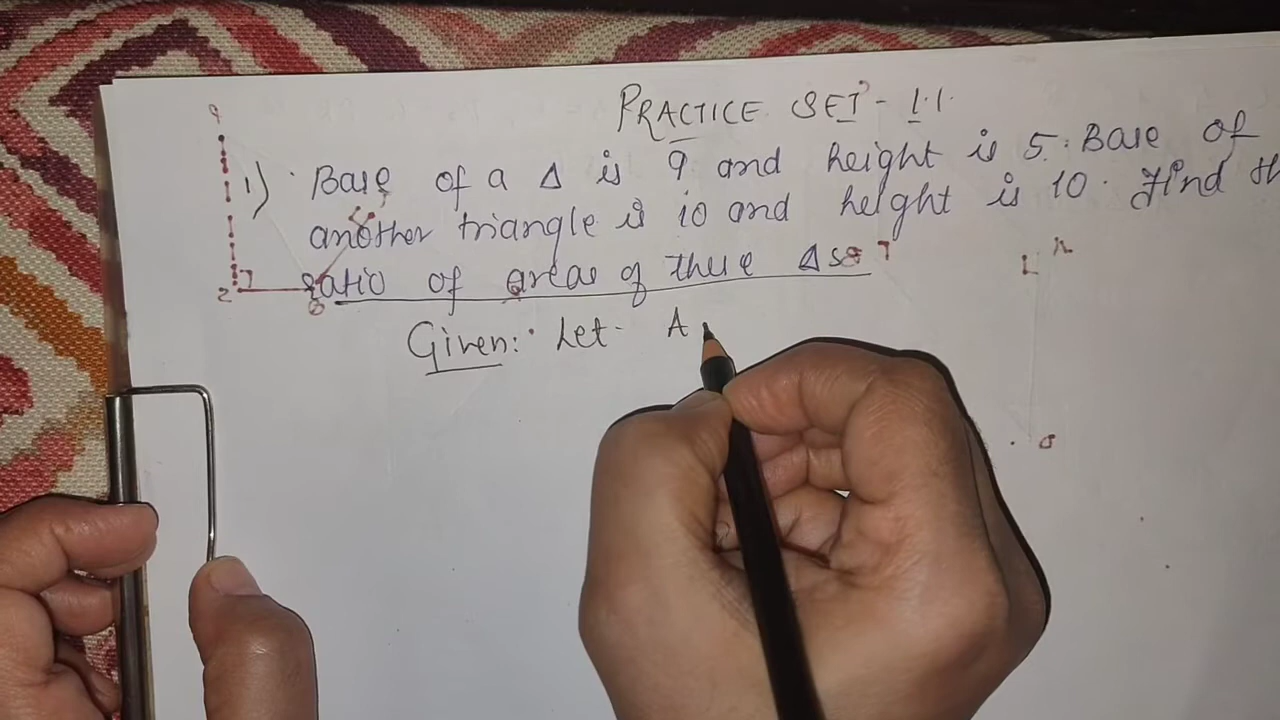 PRACTICE SET - 1.1.
1) Base of a Δ is 9 and height is 5. Base of
another triangle is 10 and height is 10. Find th
ratio of areas of these Δs
Given: Let A